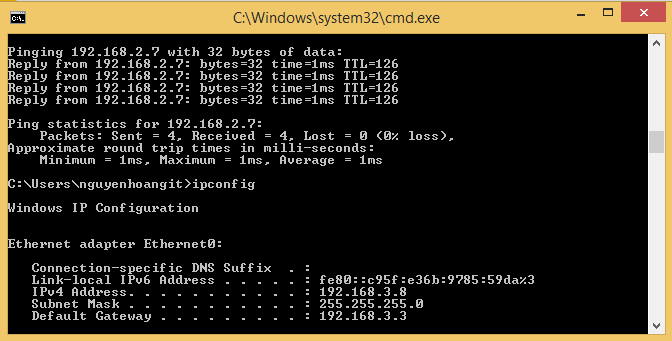 C:\Windows\system32\cmd.exe
Pinging 192.168.2.7 with 32 bytes of data:
Reply from 192.168.2.7: bytes=32 time=1ms TTL=126
Reply from 192.168.2.7: bytes=32 time=1ms TTL=126
Reply from 192.168.2.7: bytes=32 time=1ms TTL=126
Reply from 192.168.2.7: bytes=32 time=1ms TTL=126
Ping statistics for 192.168.2.7:
    Packets: Sent = 4, Received = 4, Lost = 0 (0% loss),
Approximate round trip times in milli-seconds:
    Minimum = 1ms, Maximum = 1ms, Average = 1ms
C:\Users\nguyenhoangit>ipconfig
Windows IP Configuration
Ethernet adapter Ethernet0:
   Connection-specific DNS Suffix  . :
   Link-local IPv6 Address . . . . . : fe80::c95f:e36b:9785:59da%3
   IPv4 Address. . . . . . . . . . . : 192.168.3.8
   Subnet Mask . . . . . . . . . . . : 255.255.255.0
   Default Gateway . . . . . . . . . : 192.168.3.3